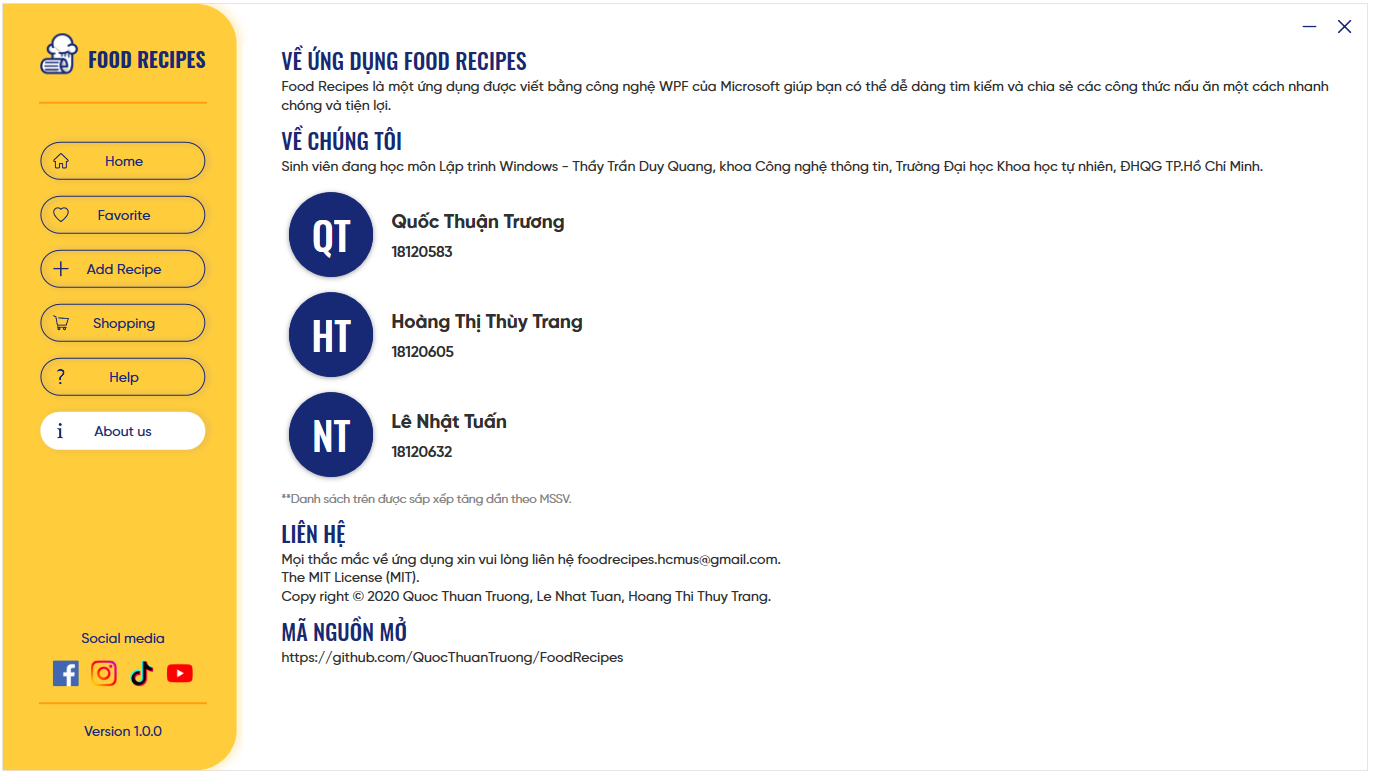 FOOD RECIPES
Home
Favorite
Add Recipe
Shopping
? Help
i About us
Social media
Version 1.0.0
VỀ ỨNG DỤNG FOOD RECIPES
Food Recipes là một ứng dụng được viết bằng công nghệ WPF của Microsoft giúp bạn có thể dễ dàng tìm kiếm và chia sẻ các công thức nấu ăn một cách nhanh
chóng và tiện lợi.
VỀ CHÚNG TÔI
Sinh viên đang học môn Lập trình Windows - Thầy Trần Duy Quang, khoa Công nghệ thông tin, Trường Đại học Khoa học tự nhiên, ĐHQG TP.Hồ Chí Minh.
QT
Quốc Thuận Trương
18120583
HT
Hoàng Thị Thùy Trang
18120605
NT
Lê Nhật Tuấn
18120632
**Danh sách trên được sắp xếp tăng dần theo MSSV.
LIÊN HỆ
Mọi thắc mắc về ứng dụng xin vui lòng liên hệ foodrecipes.hcmus@gmail.com.
The MIT License (MIT).
Copy right © 2020 Quoc Thuan Truong, Le Nhat Tuan, Hoang Thi Thuy Trang.
MÃ NGUỒN MỞ
https://github.com/QuocThuanTruong/FoodRecipes